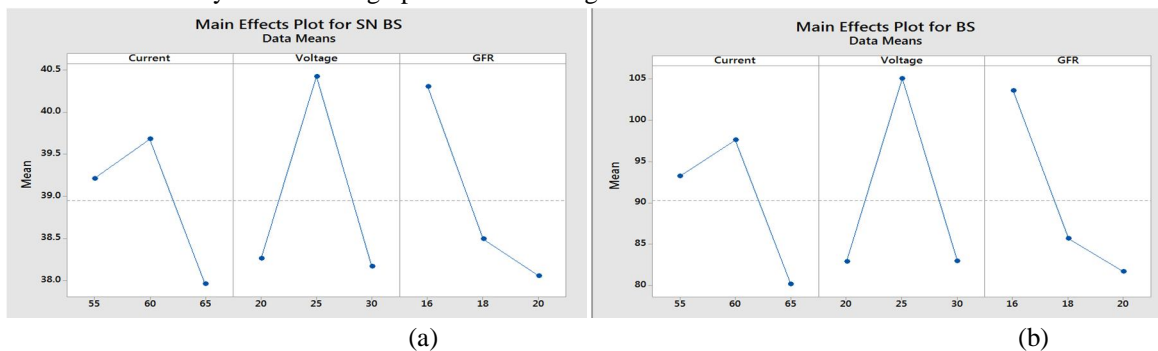 Main Effects Plot for SN BS
Data Means
Current Voltage GFR
40.5
40.0
39.5
39.0
38.5
38.0
Mean
55 60 65 20 25 30 16 18 20
(a)
Main Effects Plot for BS
Data Means
Current Voltage GFR
105
100
95
90
85
80
Mean
55 60 65 20 25 30 16 18 20
(b)